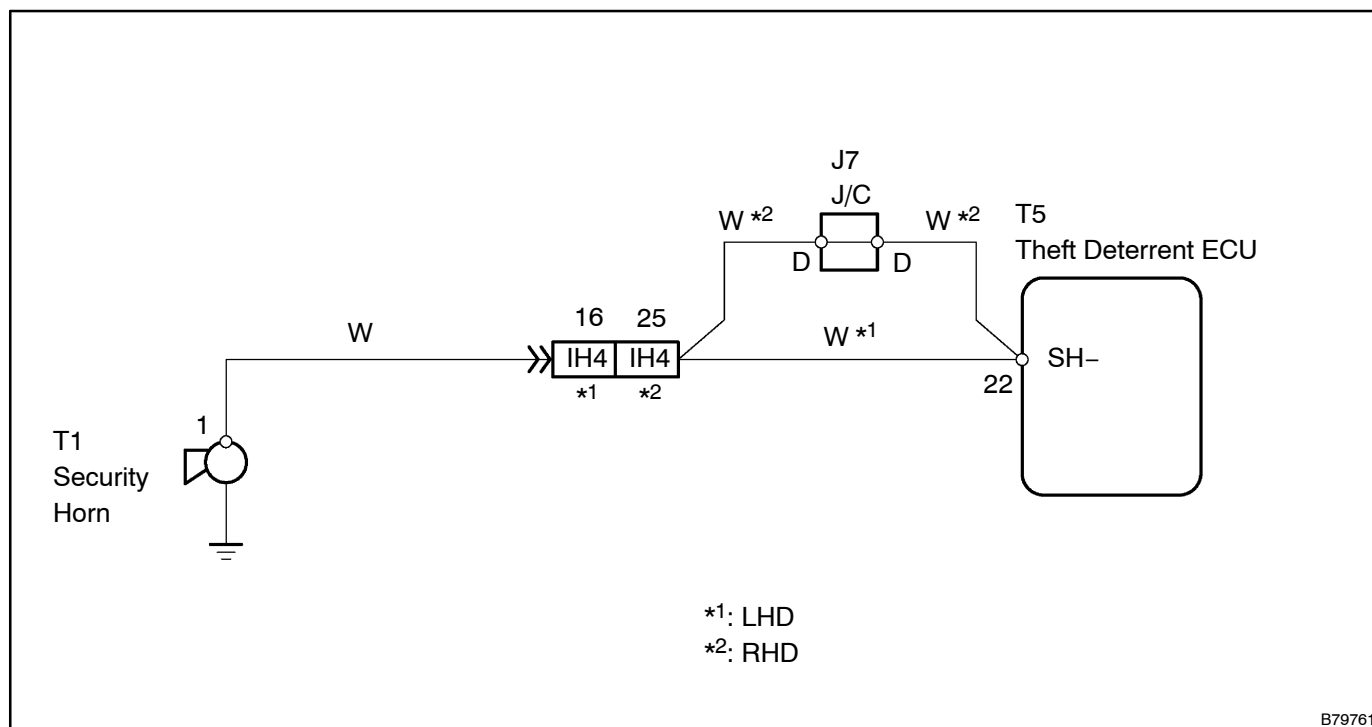 J7
J/C
W *2
W *2
D
D
T5
Theft Deterrent ECU
16
25
W
IH4
IH4
W *1
*1
*2
SH–
22
1
T1
Security
Horn
*1: LHD
*2: RHD
B79761